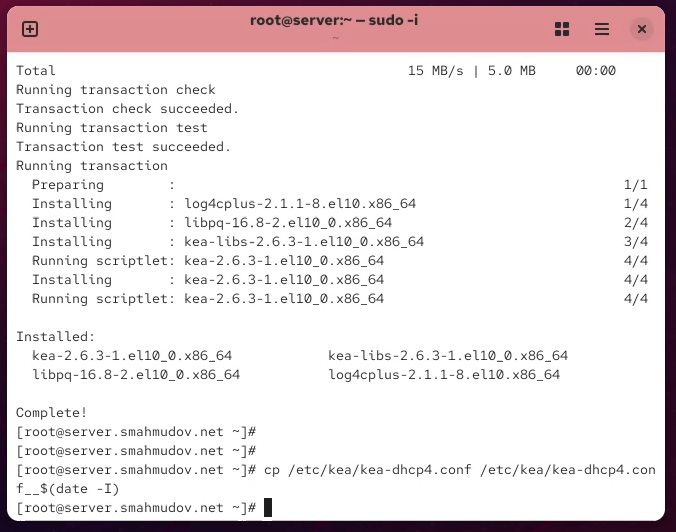 root@server:~ — sudo -i
~
Total                                            15 MB/s | 5.0 MB     00:00
Running transaction check
Transaction check succeeded.
Running transaction test
Transaction test succeeded.
Running transaction
  Preparing        :                                                        1/1
  Installing       : log4cplus-2.1.1-8.el10.x86_64                          1/4
  Installing       : libpq-16.8-2.el10_0.x86_64                             2/4
  Installing       : kea-libs-2.6.3-1.el10_0.x86_64                         3/4
  Running scriptlet: kea-2.6.3-1.el10_0.x86_64                              4/4
  Installing       : kea-2.6.3-1.el10_0.x86_64                              4/4
  Running scriptlet: kea-2.6.3-1.el10_0.x86_64                              4/4
Installed:
  kea-2.6.3-1.el10_0.x86_64            kea-libs-2.6.3-1.el10_0.x86_64
  libpq-16.8-2.el10_0.x86_64           log4cplus-2.1.1-8.el10.x86_64
Complete!
[root@server.smahmudov.net ~]#
[root@server.smahmudov.net ~]#
[root@server.smahmudov.net ~]# cp /etc/kea/kea-dhcp4.conf /etc/kea/kea-dhcp4.con
f__$(date -I)
[root@server.smahmudov.net ~]#